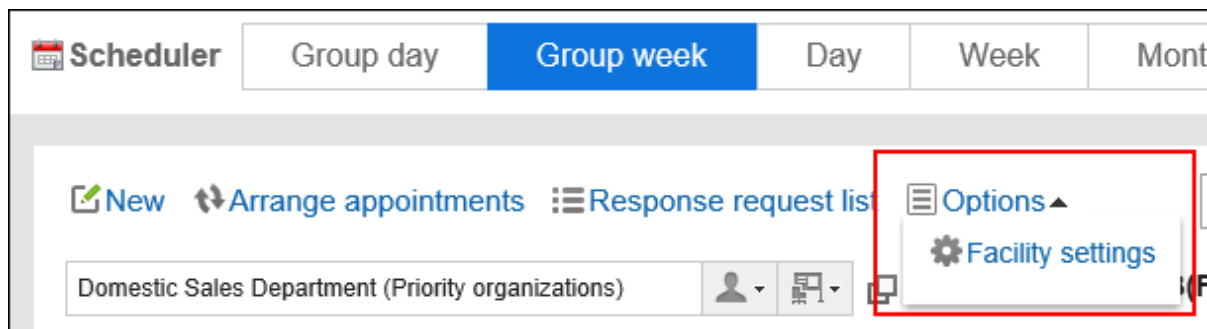 Scheduler Group day Group week Day Week Mont
New Arrange appointments Response request list Options
Facility settings
Domestic Sales Department (Priority organizations)